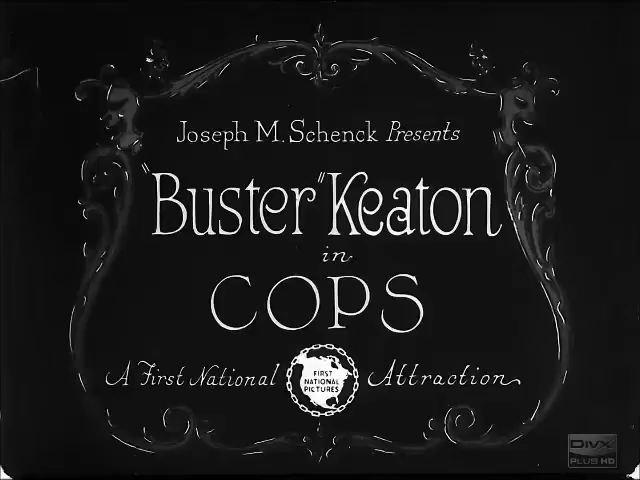 Joseph M. Schenck Presents
"Buster" Keaton
in
COPS
A First National Attraction
FIRST
NATIONAL
PICTURES
DIVX
PLUS HD